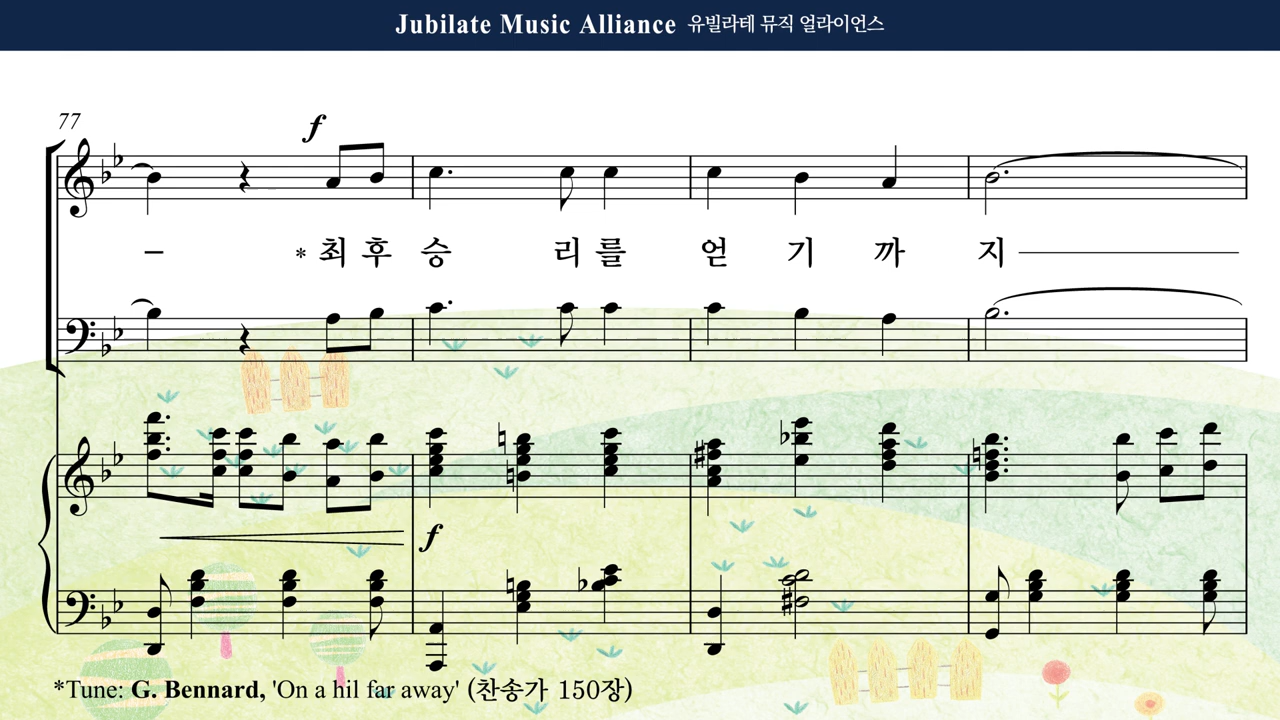 Jubilate Music Alliance 유빌라테 뮤직 얼라이언스
77
f
– *최 후 승 리 를 얻 기 까 지
f
*Tune: G. Bennard, 'On a hil far away' (찬송가 150장)